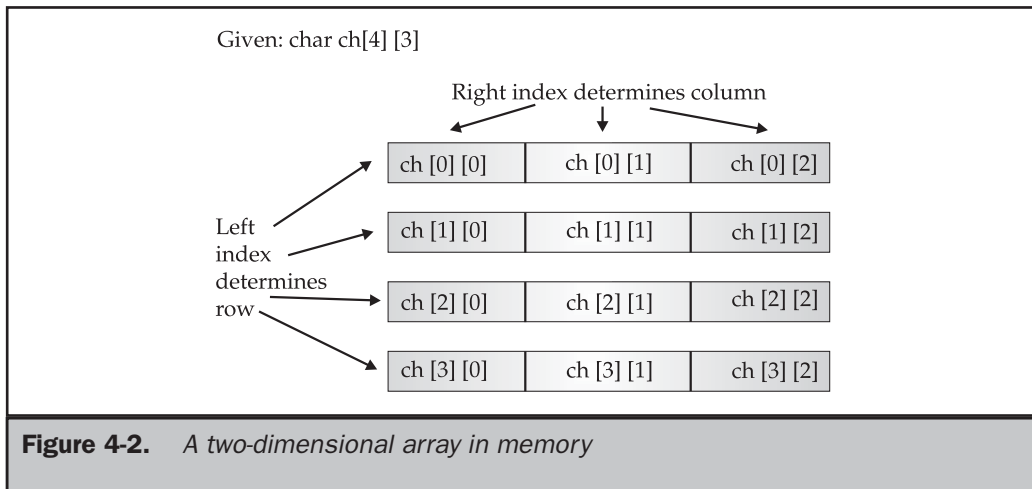 Given: char ch[4] [3]
Right index determines column
ch [0] [0] ch [0] [1] ch [0] [2]
Left
index
determines
row
ch [1] [0] ch [1] [1] ch [1] [2]
ch [2] [0] ch [2] [1] ch [2] [2]
ch [3] [0] ch [3] [1] ch [3] [2]
Figure 4-2. A two-dimensional array in memory